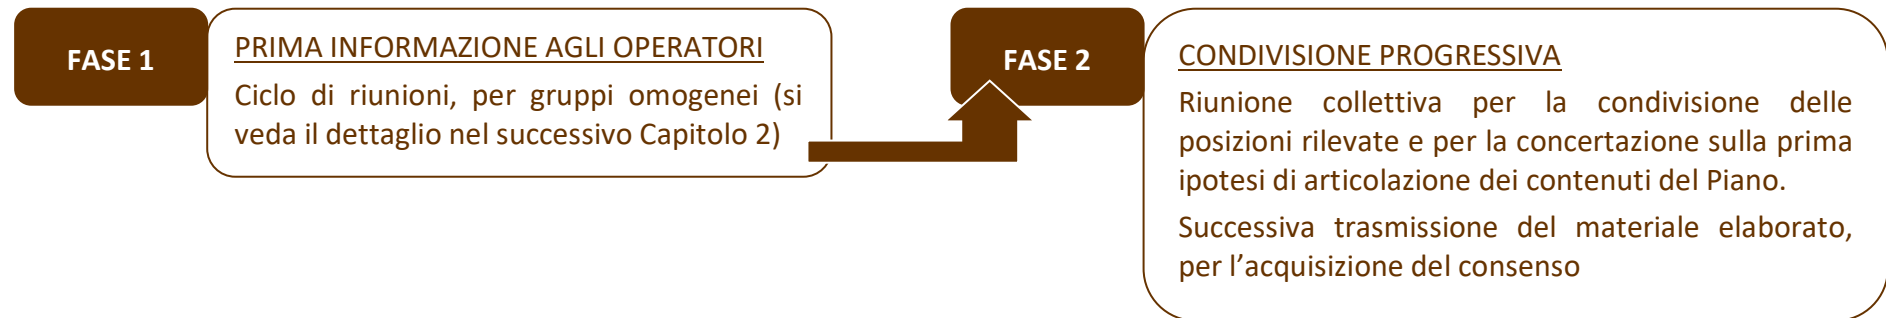 FASE 1
PRIMA INFORMAZIONE AGLI OPERATORI
Ciclo di riunioni, per gruppi omogenei (si
veda il dettaglio nel successivo Capitolo 2)
FASE 2
CONDIVISIONE PROGRESSIVA
Riunione collettiva per la condivisione delle
posizioni rilevate e per la concertazione sulla prima
ipotesi di articolazione dei contenuti del Piano.
Successiva trasmissione del materiale elaborato,
per l’acquisizione del consenso